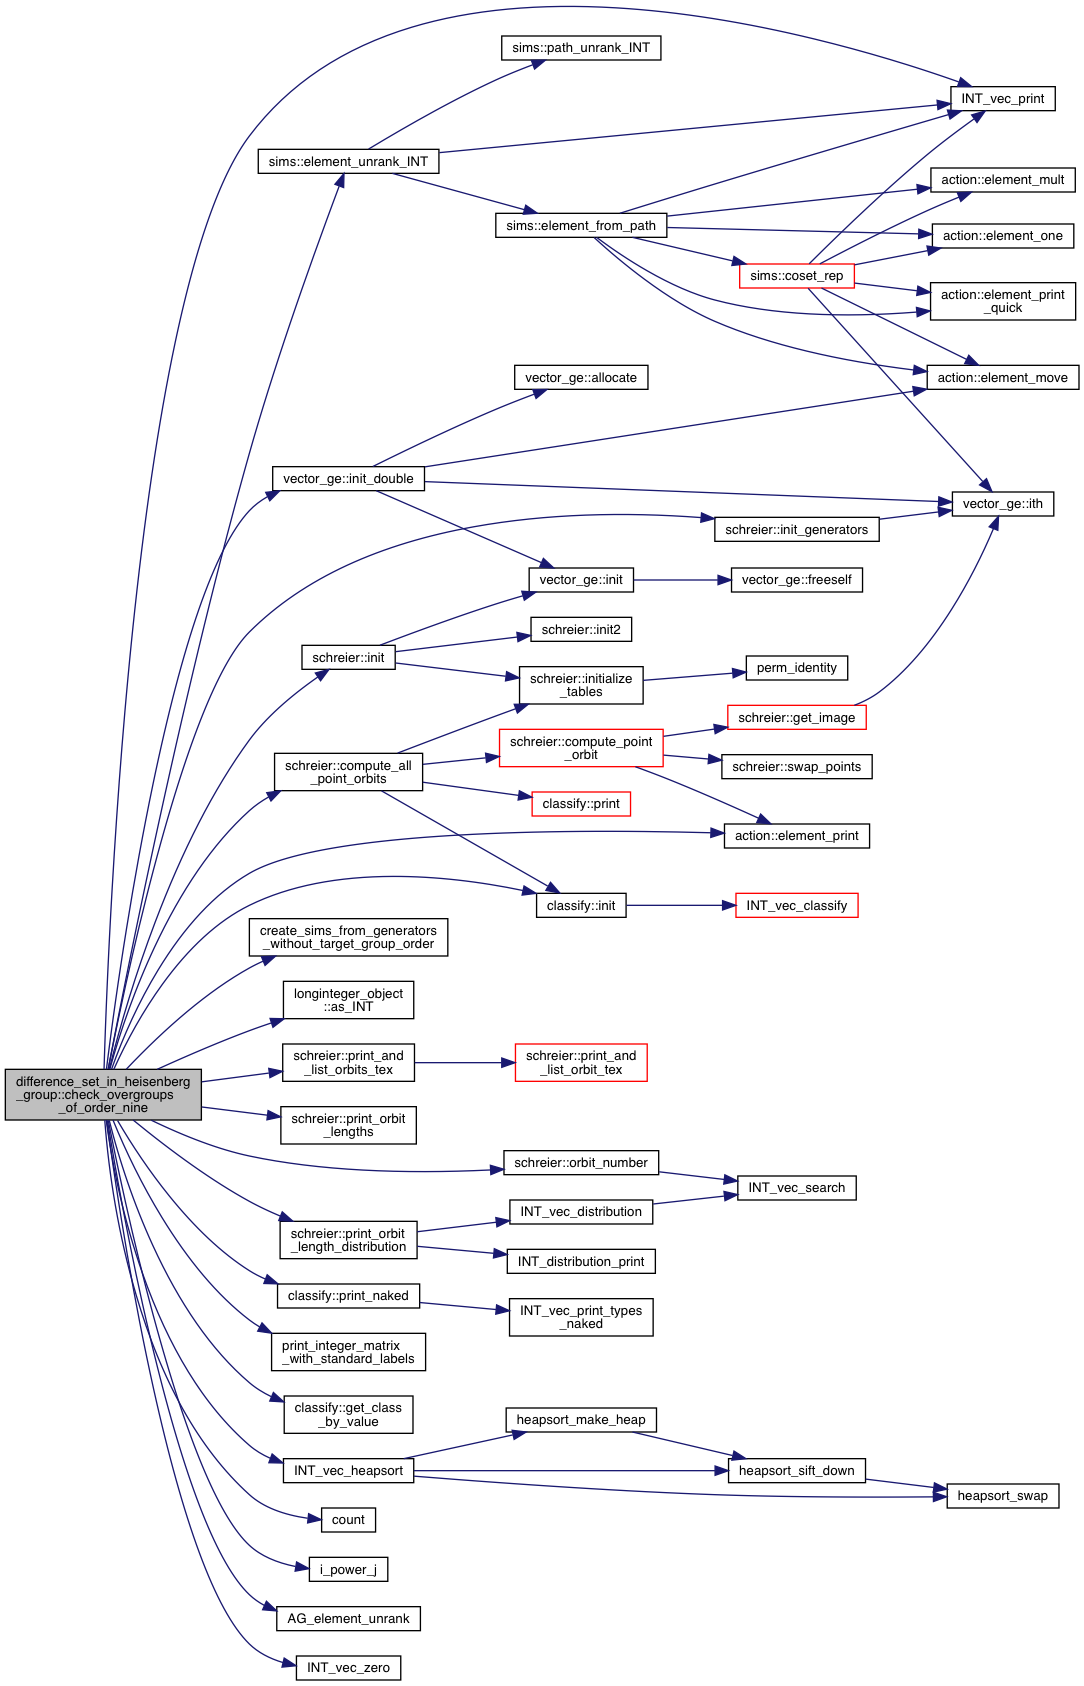 sims::path_unrank_INT
INT_vec_print
sims::element_unrank_INT
action::element_mult
sims::element_from_path
action::element_one
sims::coset_rep
action::element_print
_quick
vector_ge::allocate
action::element_move
vector_ge::init_double
vector_ge::ith
schreier::init_generators
vector_ge::init
vector_ge::freeself
schreier::init2
schreier::init
schreier::initialize
_tables
perm_identity
schreier::get_image
schreier::compute_point
_orbit
schreier::compute_all
_point_orbits
schreier::swap_points
classify::print
action::element_print
classify::init
INT_vec_classify
create_sims_from_generators
_without_target_group_order
longinteger_object
::as_INT
schreier::print_and
_list_orbits_tex
schreier::print_and
_list_orbit_tex
difference_set_in_heisenberg
_group::check_overgroups
_of_order_nine
schreier::print_orbit
_lengths
schreier::orbit_number
INT_vec_search
INT_vec_distribution
schreier::print_orbit
_length_distribution
INT_distribution_print
classify::print_naked
INT_vec_print_types
_naked
print_integer_matrix
_with_standard_labels
classify::get_class
_by_value
heapsort_make_heap
INT_vec_heapsort
heapsort_sift_down
heapsort_swap
count
i_power_j
AG_element_unrank
INT_vec_zero